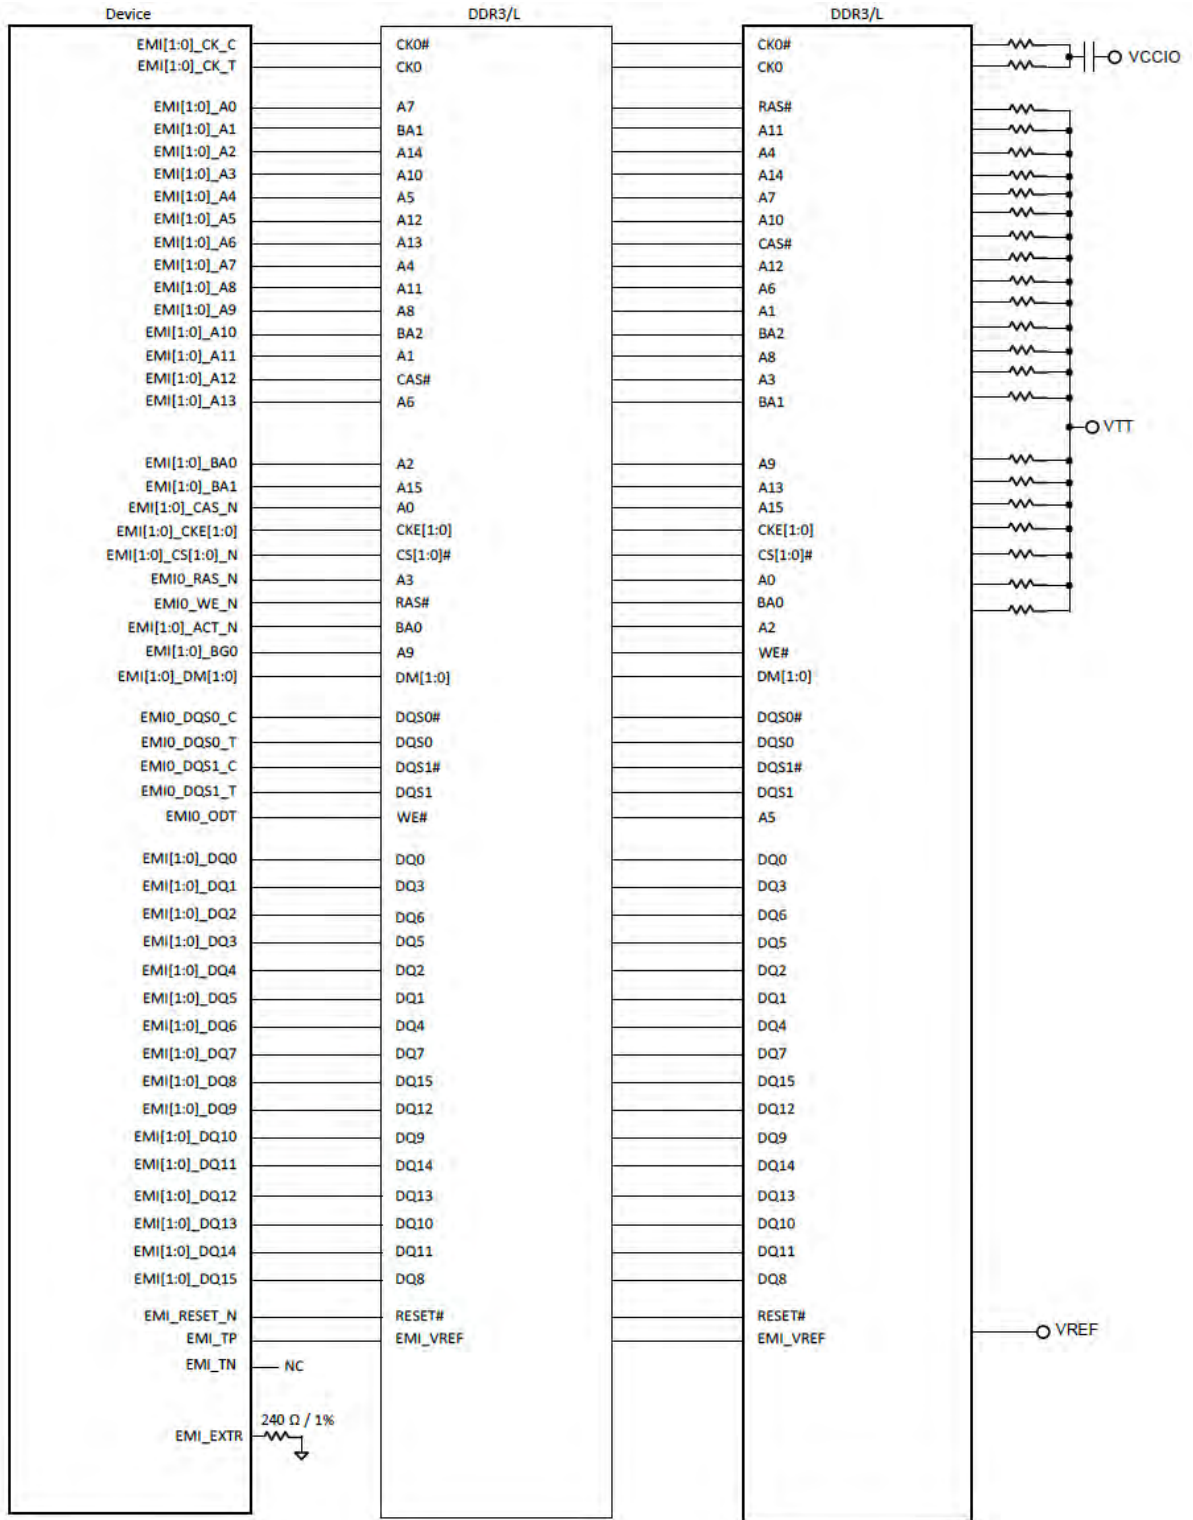 Device DDR3/L DDR3/L
EMI[1:0]_CK_C CK0# CK0#
EMI[1:0]_CK_T CK0 CK0 VCCIO
EMI[1:0]_A0 A7 RAS#
EMI[1:0]_A1 BA1 A11
EMI[1:0]_A2 A14 A4
EMI[1:0]_A3 A10 A14
EMI[1:0]_A4 A5 A7
EMI[1:0]_A5 A12 A10
EMI[1:0]_A6 A13 CAS#
EMI[1:0]_A7 A4 A12
EMI[1:0]_A8 A11 A6
EMI[1:0]_A9 A8 A1
EMI[1:0]_A10 BA2 BA2
EMI[1:0]_A11 A1 A8
EMI[1:0]_A12 CAS# A3
EMI[1:0]_A13 A6 BA1
VTT
EMI[1:0]_BA0 A2 A9
EMI[1:0]_BA1 A15 A13
EMI[1:0]_CAS_N A0 A15
EMI[1:0]_CKE[1:0] CKE[1:0] CKE[1:0]
EMI[1:0]_CS[1:0]_N CS[1:0]# CS[1:0]#
EMI0_RAS_N A3 A0
EMI0_WE_N RAS# BA0
EMI[1:0]_ACT_N BA0 A2
EMI[1:0]_BG0 A9 WE#
EMI[1:0]_DM[1:0] DM[1:0] DM[1:0]
EMI0_DQS0_C DQS0# DQS0#
EMI0_DQS0_T DQS0 DQS0
EMI0_DQS1_C DQS1# DQS1#
EMI0_DQS1_T DQS1 DQS1
EMI0_ODT WE# A5
EMI[1:0]_DQ0 DQ0 DQ0
EMI[1:0]_DQ1 DQ3 DQ3
EMI[1:0]_DQ2 DQ6 DQ6
EMI[1:0]_DQ3 DQ5 DQ5
EMI[1:0]_DQ4 DQ2 DQ2
EMI[1:0]_DQ5 DQ1 DQ1
EMI[1:0]_DQ6 DQ4 DQ4
EMI[1:0]_DQ7 DQ7 DQ7
EMI[1:0]_DQ8 DQ15 DQ15
EMI[1:0]_DQ9 DQ12 DQ12
EMI[1:0]_DQ10 DQ9 DQ9
EMI[1:0]_DQ11 DQ14 DQ14
EMI[1:0]_DQ12 DQ13 DQ13
EMI[1:0]_DQ13 DQ10 DQ10
EMI[1:0]_DQ14 DQ11 DQ11
EMI[1:0]_DQ15 DQ8 DQ8
EMI_RESET_N RESET# RESET#
EMI_TP EMI_VREF EMI_VREF VREF
EMI_TN NC
240 Ω / 1%
EMI_EXTR